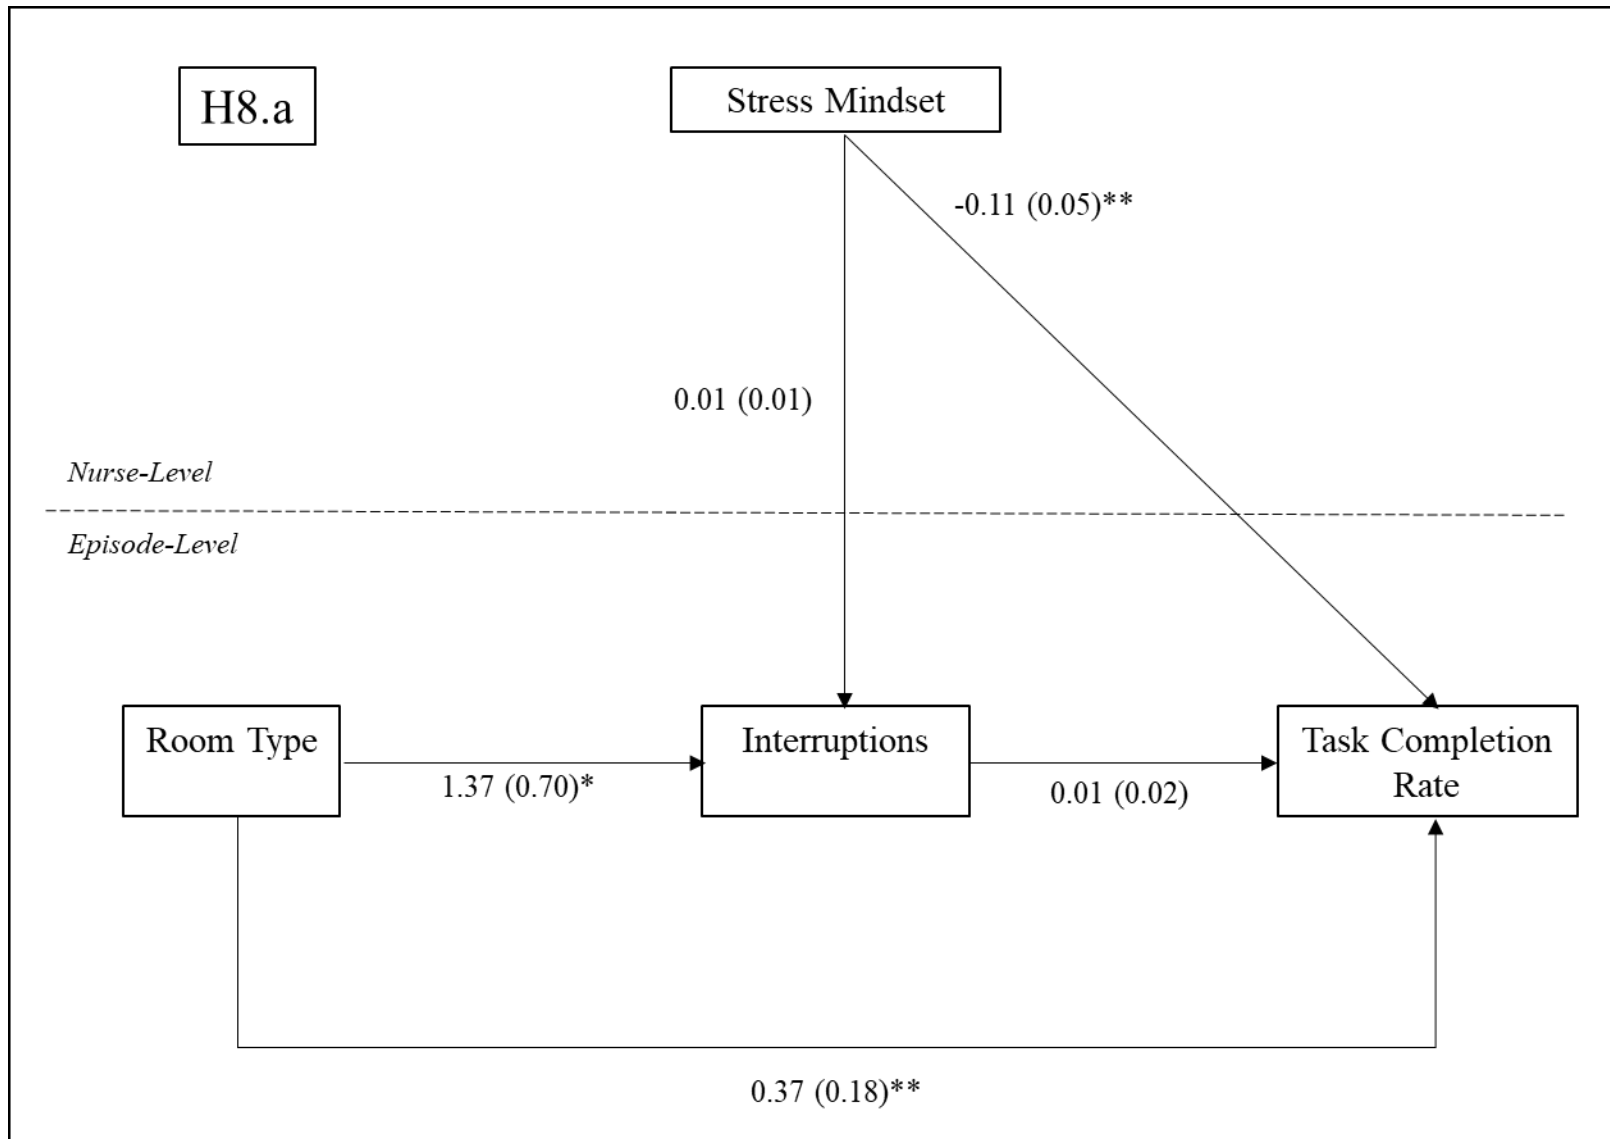 H8.a
Stress Mindset
-0.11 (0.05)**
0.01 (0.01)
Nurse-Level
Episode-Level
Room Type
Interruptions
Task Completion
Rate
1.37 (0.70)*
0.01 (0.02)
0.37 (0.18)**